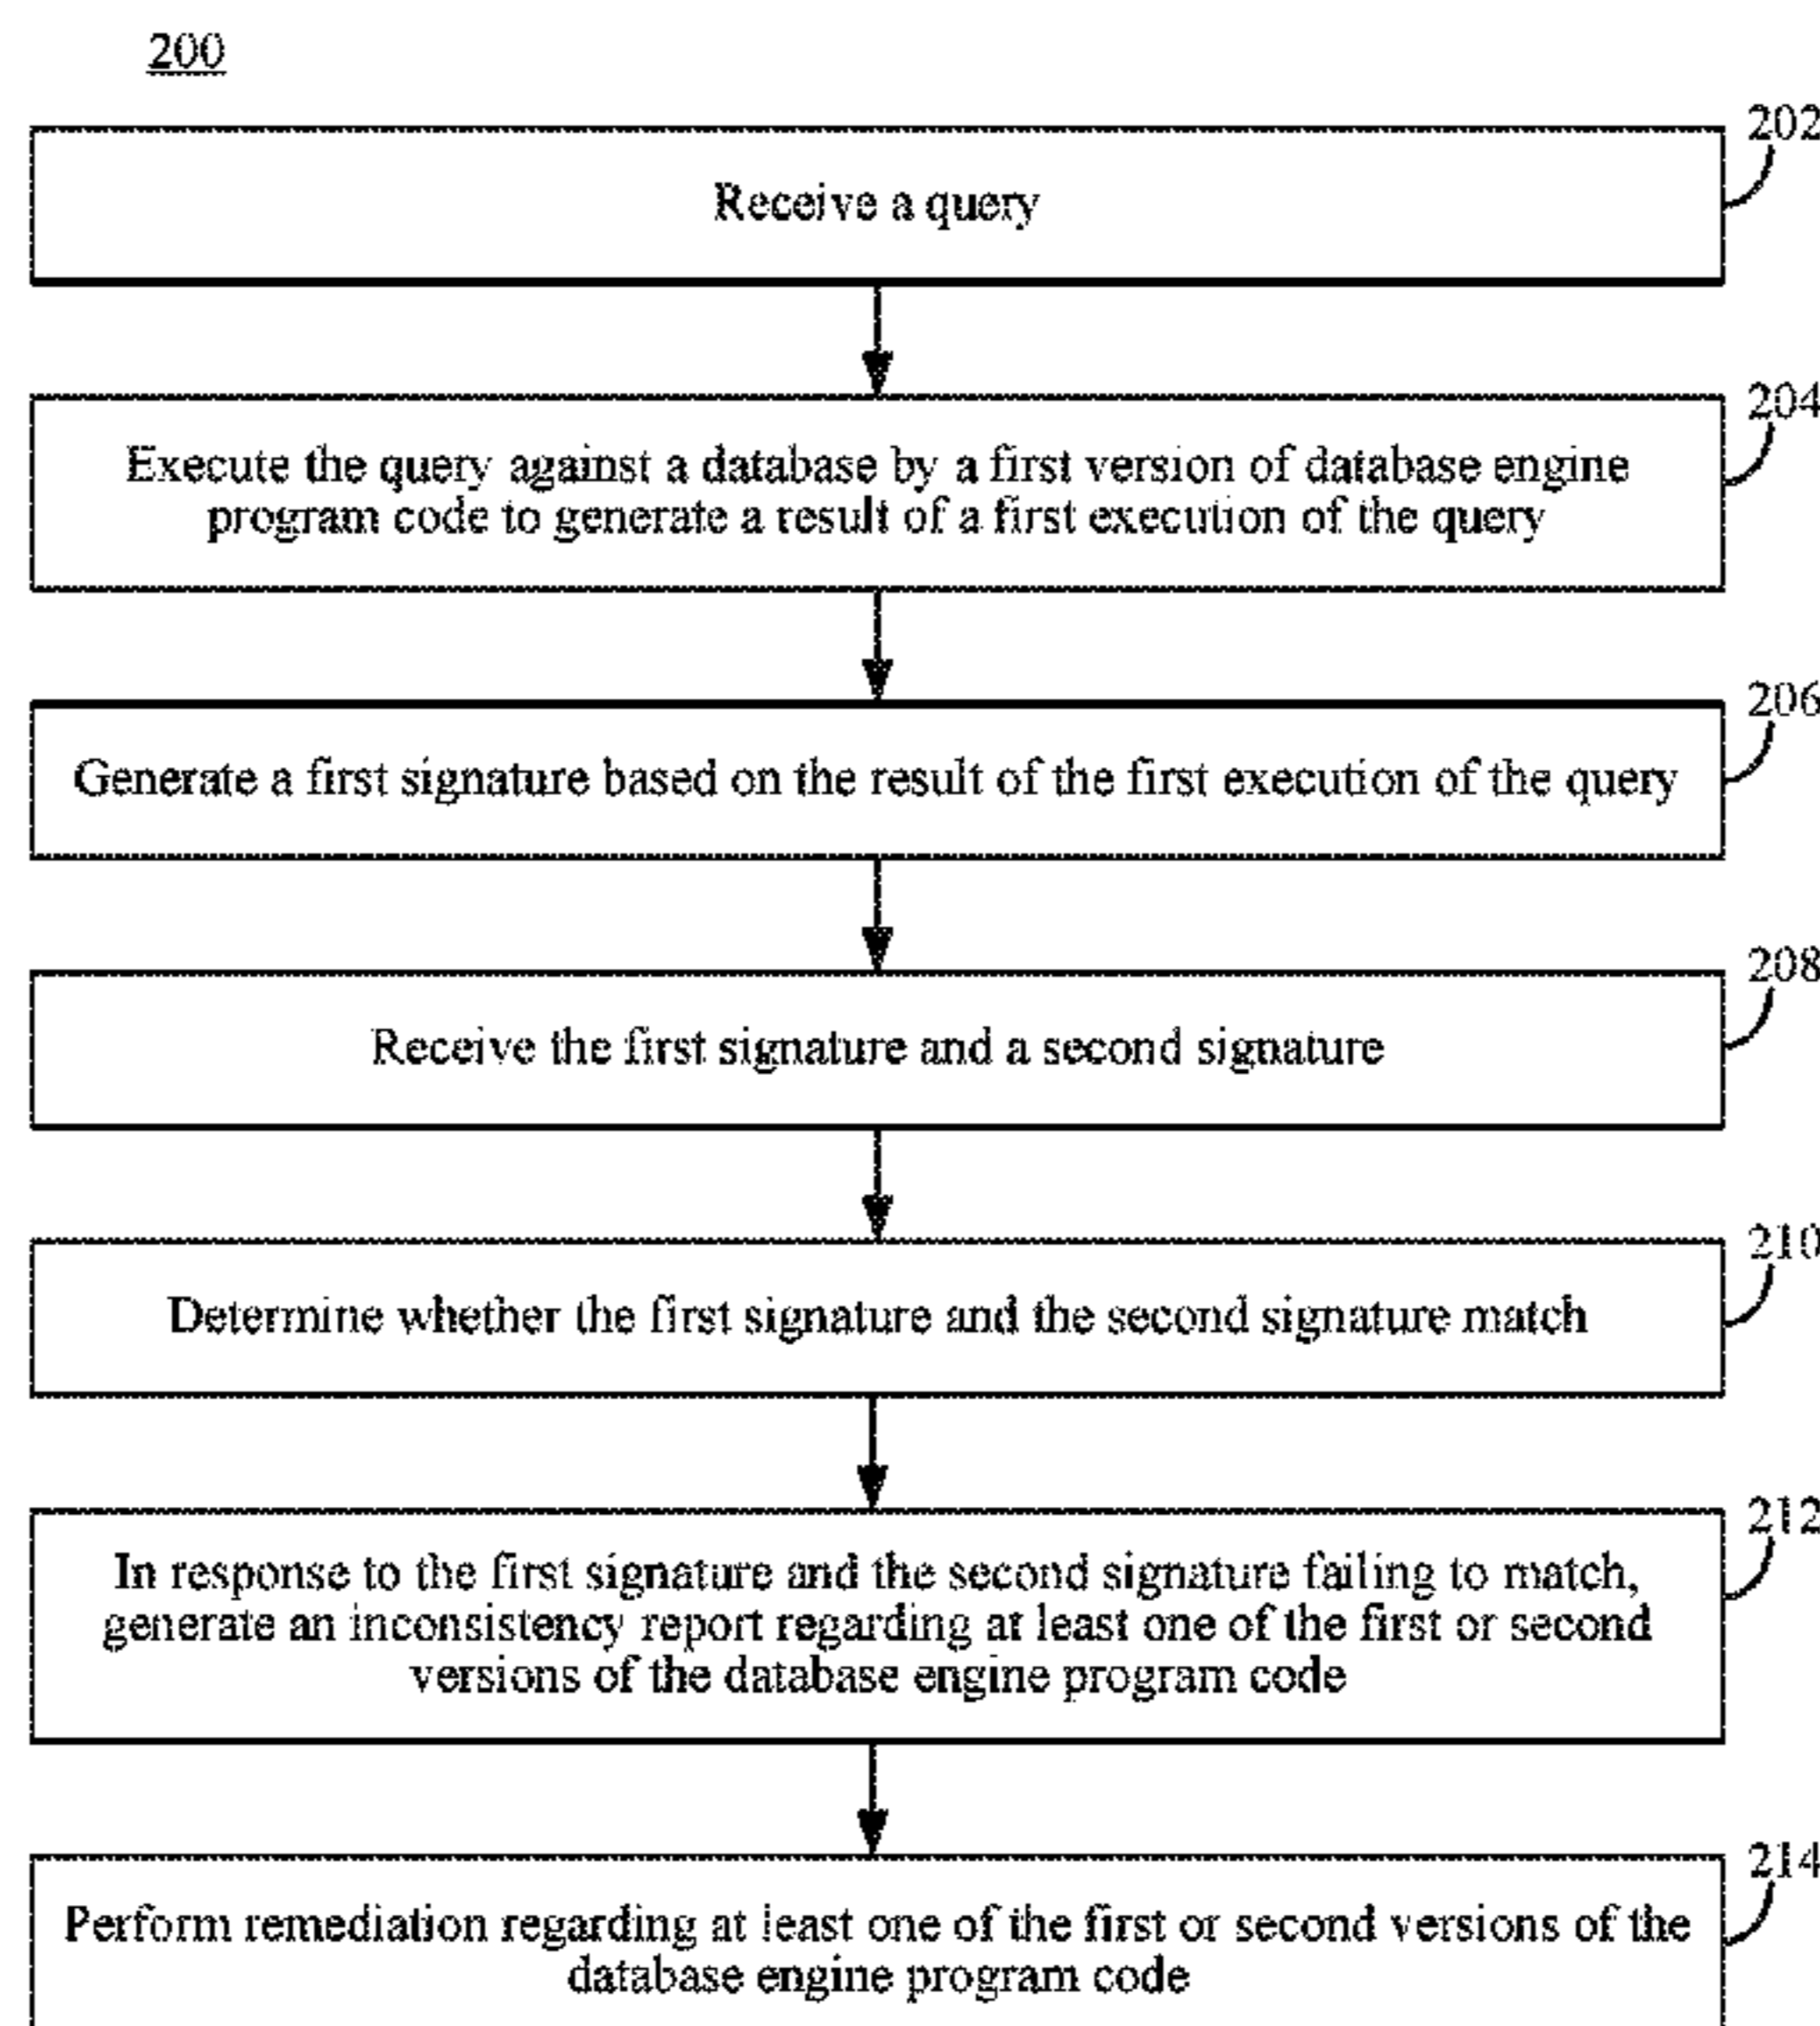 200
202
Receive a query
204
Execute the query against a database by a first version of database engine
program code to generate a result of a first execution of the query
206
Generate a first signature based on the result of the first execution of the query
208
Receive the first signature and a second signature
210
Determine whether the first signature and the second signature match
212
In response to the first signature and the second signature failing to match,
generate an inconsistency report regarding at least one of the first or second
versions of the database engine program code
214
Perform remediation regarding at least one of the first or second versions of the
database engine program code